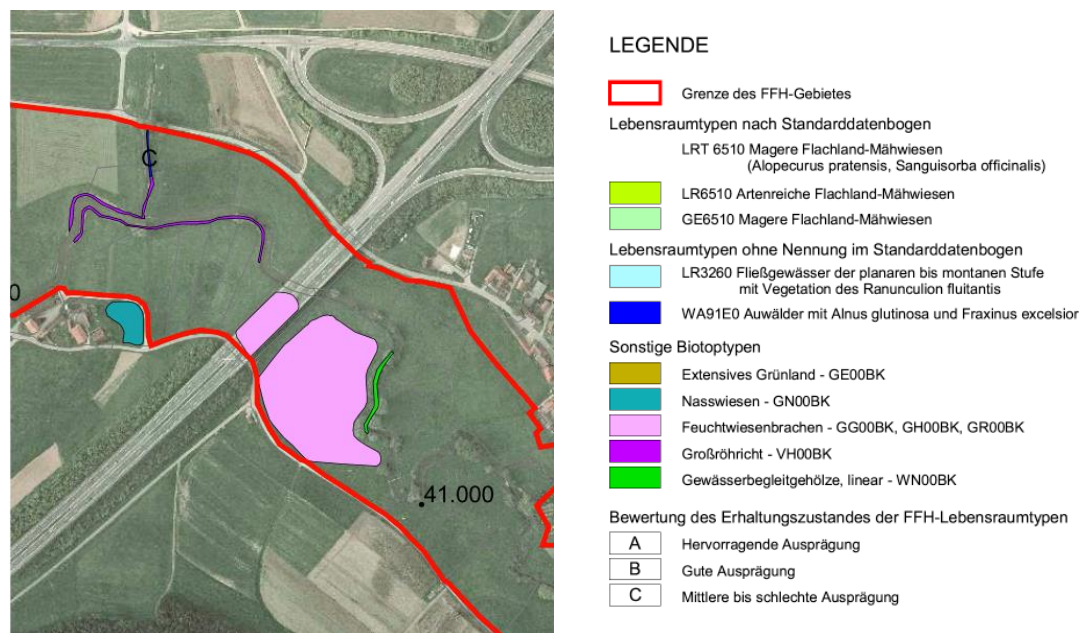 C
0
41.000
LEGENDE
Grenze des FFH-Gebietes
Lebensraumtypen nach Standarddatenbogen
LRT 6510 Magere Flachland-Mähwiesen
(Alopecurus pratensis, Sanguisorba officinalis)
LR6510 Artenreiche Flachland-Mähwiesen
GE6510 Magere Flachland-Mähwiesen
Lebensraumtypen ohne Nennung im Standarddatenbogen
LR3260 Fließgewässer der planaren bis montanen Stufe
mit Vegetation des Ranunculion fluitantis
WA91E0 Auwälder mit Alnus glutinosa und Fraxinus excelsior
Sonstige Biotoptypen
Extensives Grünland - GE00BK
Nasswiesen - GN00BK
Feuchtwiesenbrachen - GG00BK, GH00BK, GR00BK
Großröhricht - VH00BK
Gewässerbegleitgehölze, linear - WN00BK
Bewertung des Erhaltungszustandes der FFH-Lebensraumtypen
A Hervorragende Ausprägung
B Gute Ausprägung
C Mittlere bis schlechte Ausprägung